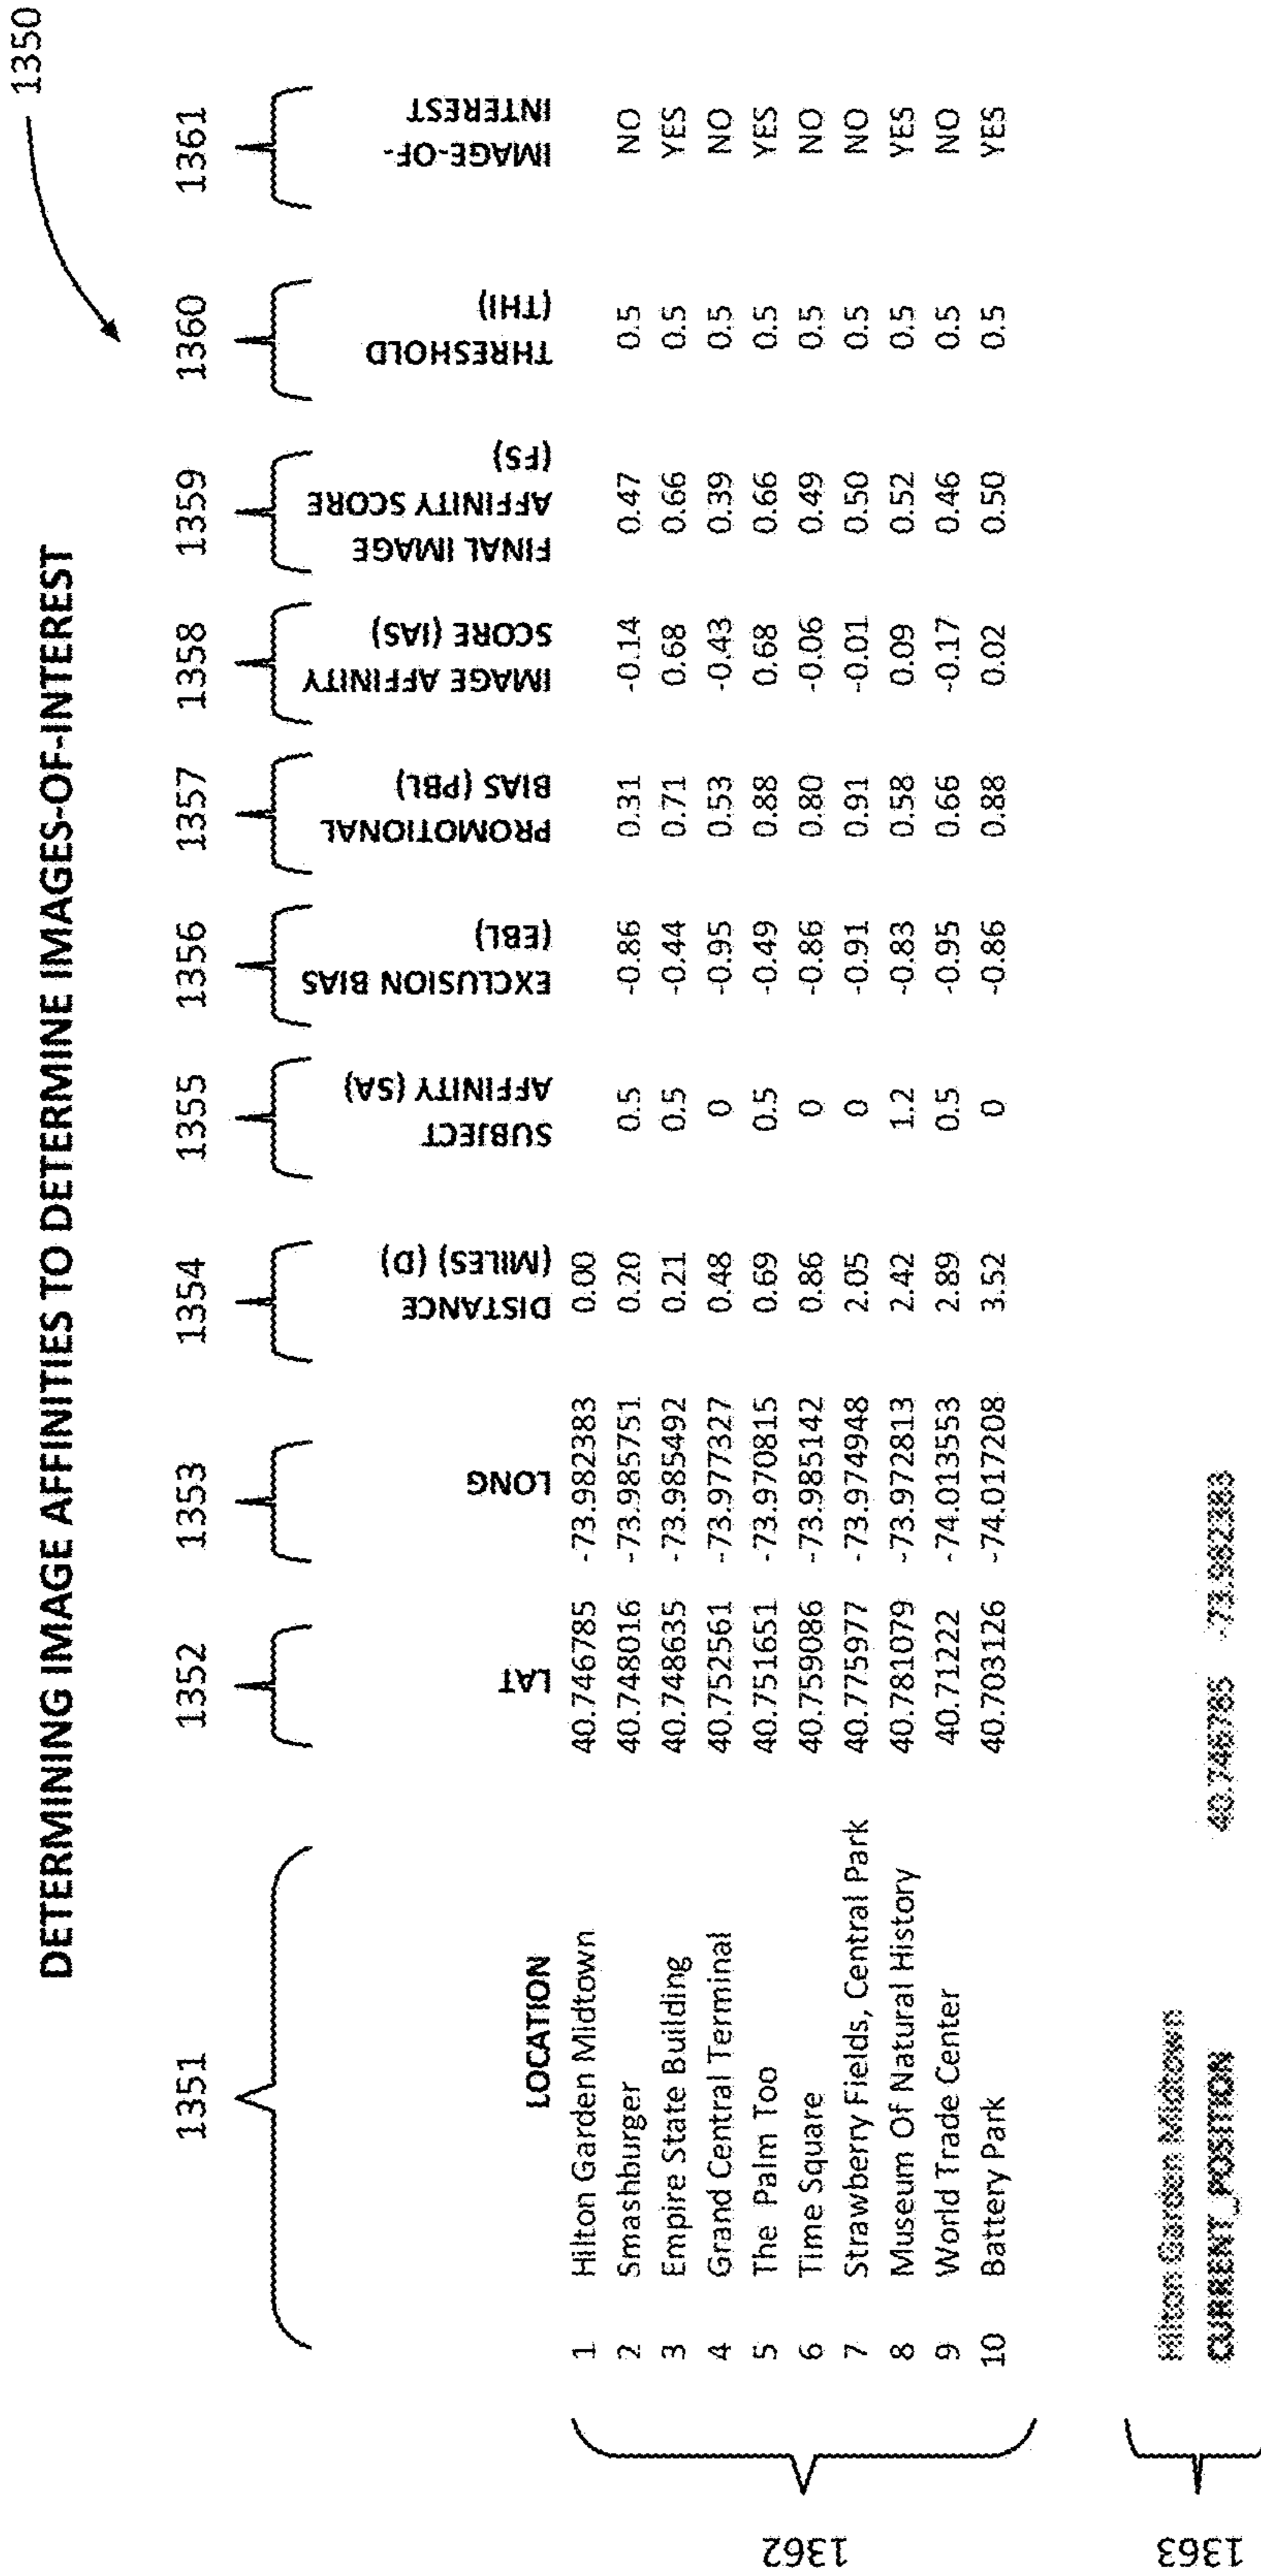 1350
DETERMINING IMAGE AFFINITIES TO DETERMINE IMAGES-OF-INTEREST
1351 1352 1353 1354 1355 1356 1357 1358 1359 1360 1361
LOCATION LAT LONG DISTANCE (MILES) (D) SUBJECT AFFINITY (SA) EXCLUSION BIAS (EBL) PROMOTIONAL BIAS (PBL) IMAGE AFFINITY SCORE (IAS) FINAL IMAGE AFFINITY SCORE (FS) THRESHOLD (THI) IMAGE-OF-INTEREST
1 Hilton Garden Midtown 40.746785 -73.982383 0.00
2 Smashburger 40.748016 -73.985751 0.20 0.5 -0.86 0.31 -0.14 0.47 0.5 NO
3 Empire State Building 40.748635 -73.985492 0.21 0.5 -0.44 0.71 0.68 0.66 0.5 YES
4 Grand Central Terminal 40.752561 -73.977327 0.48 0 -0.95 0.53 -0.43 0.39 0.5 NO
5 The Palm Too 40.751651 -73.970815 0.69 0.5 -0.49 0.88 0.68 0.66 0.5 YES
6 Time Square 40.759086 -73.985142 0.86 0 -0.86 0.80 -0.06 0.49 0.5 NO
7 Strawberry Fields, Central Park 40.775977 -73.974948 2.05 0 -0.91 0.91 -0.01 0.50 0.5 NO
8 Museum Of Natural History 40.781079 -73.972813 2.42 1.2 -0.83 0.58 0.09 0.52 0.5 YES
9 World Trade Center 40.71222 -74.013553 2.89 0.5 -0.95 0.66 -0.17 0.46 0.5 NO
10 Battery Park 40.703126 -74.017208 3.52 0 -0.86 0.88 0.02 0.50 0.5 YES
1362
Hilton Garden Midtown
CURRENT_POSITION 40.746785 -73.982383
1363